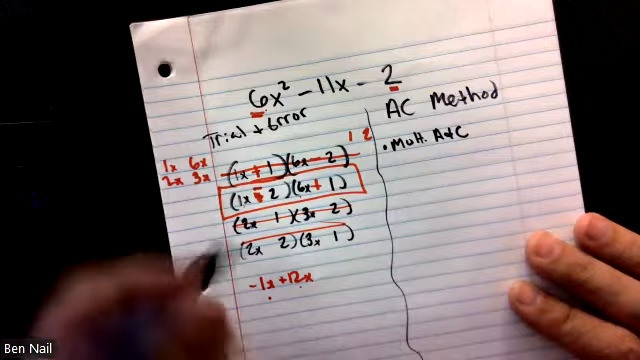 6x² - 11x - 2
Trial + Error
1 2
1x 6x
2x 3x
(1x + 1)(6x - 2)
(1x - 2)(6x + 1)
(2x 1)(3x 2)
(2x 2)(3x 1)
-1x + 12x
AC Method
• Mult. A+C
Ben Nail